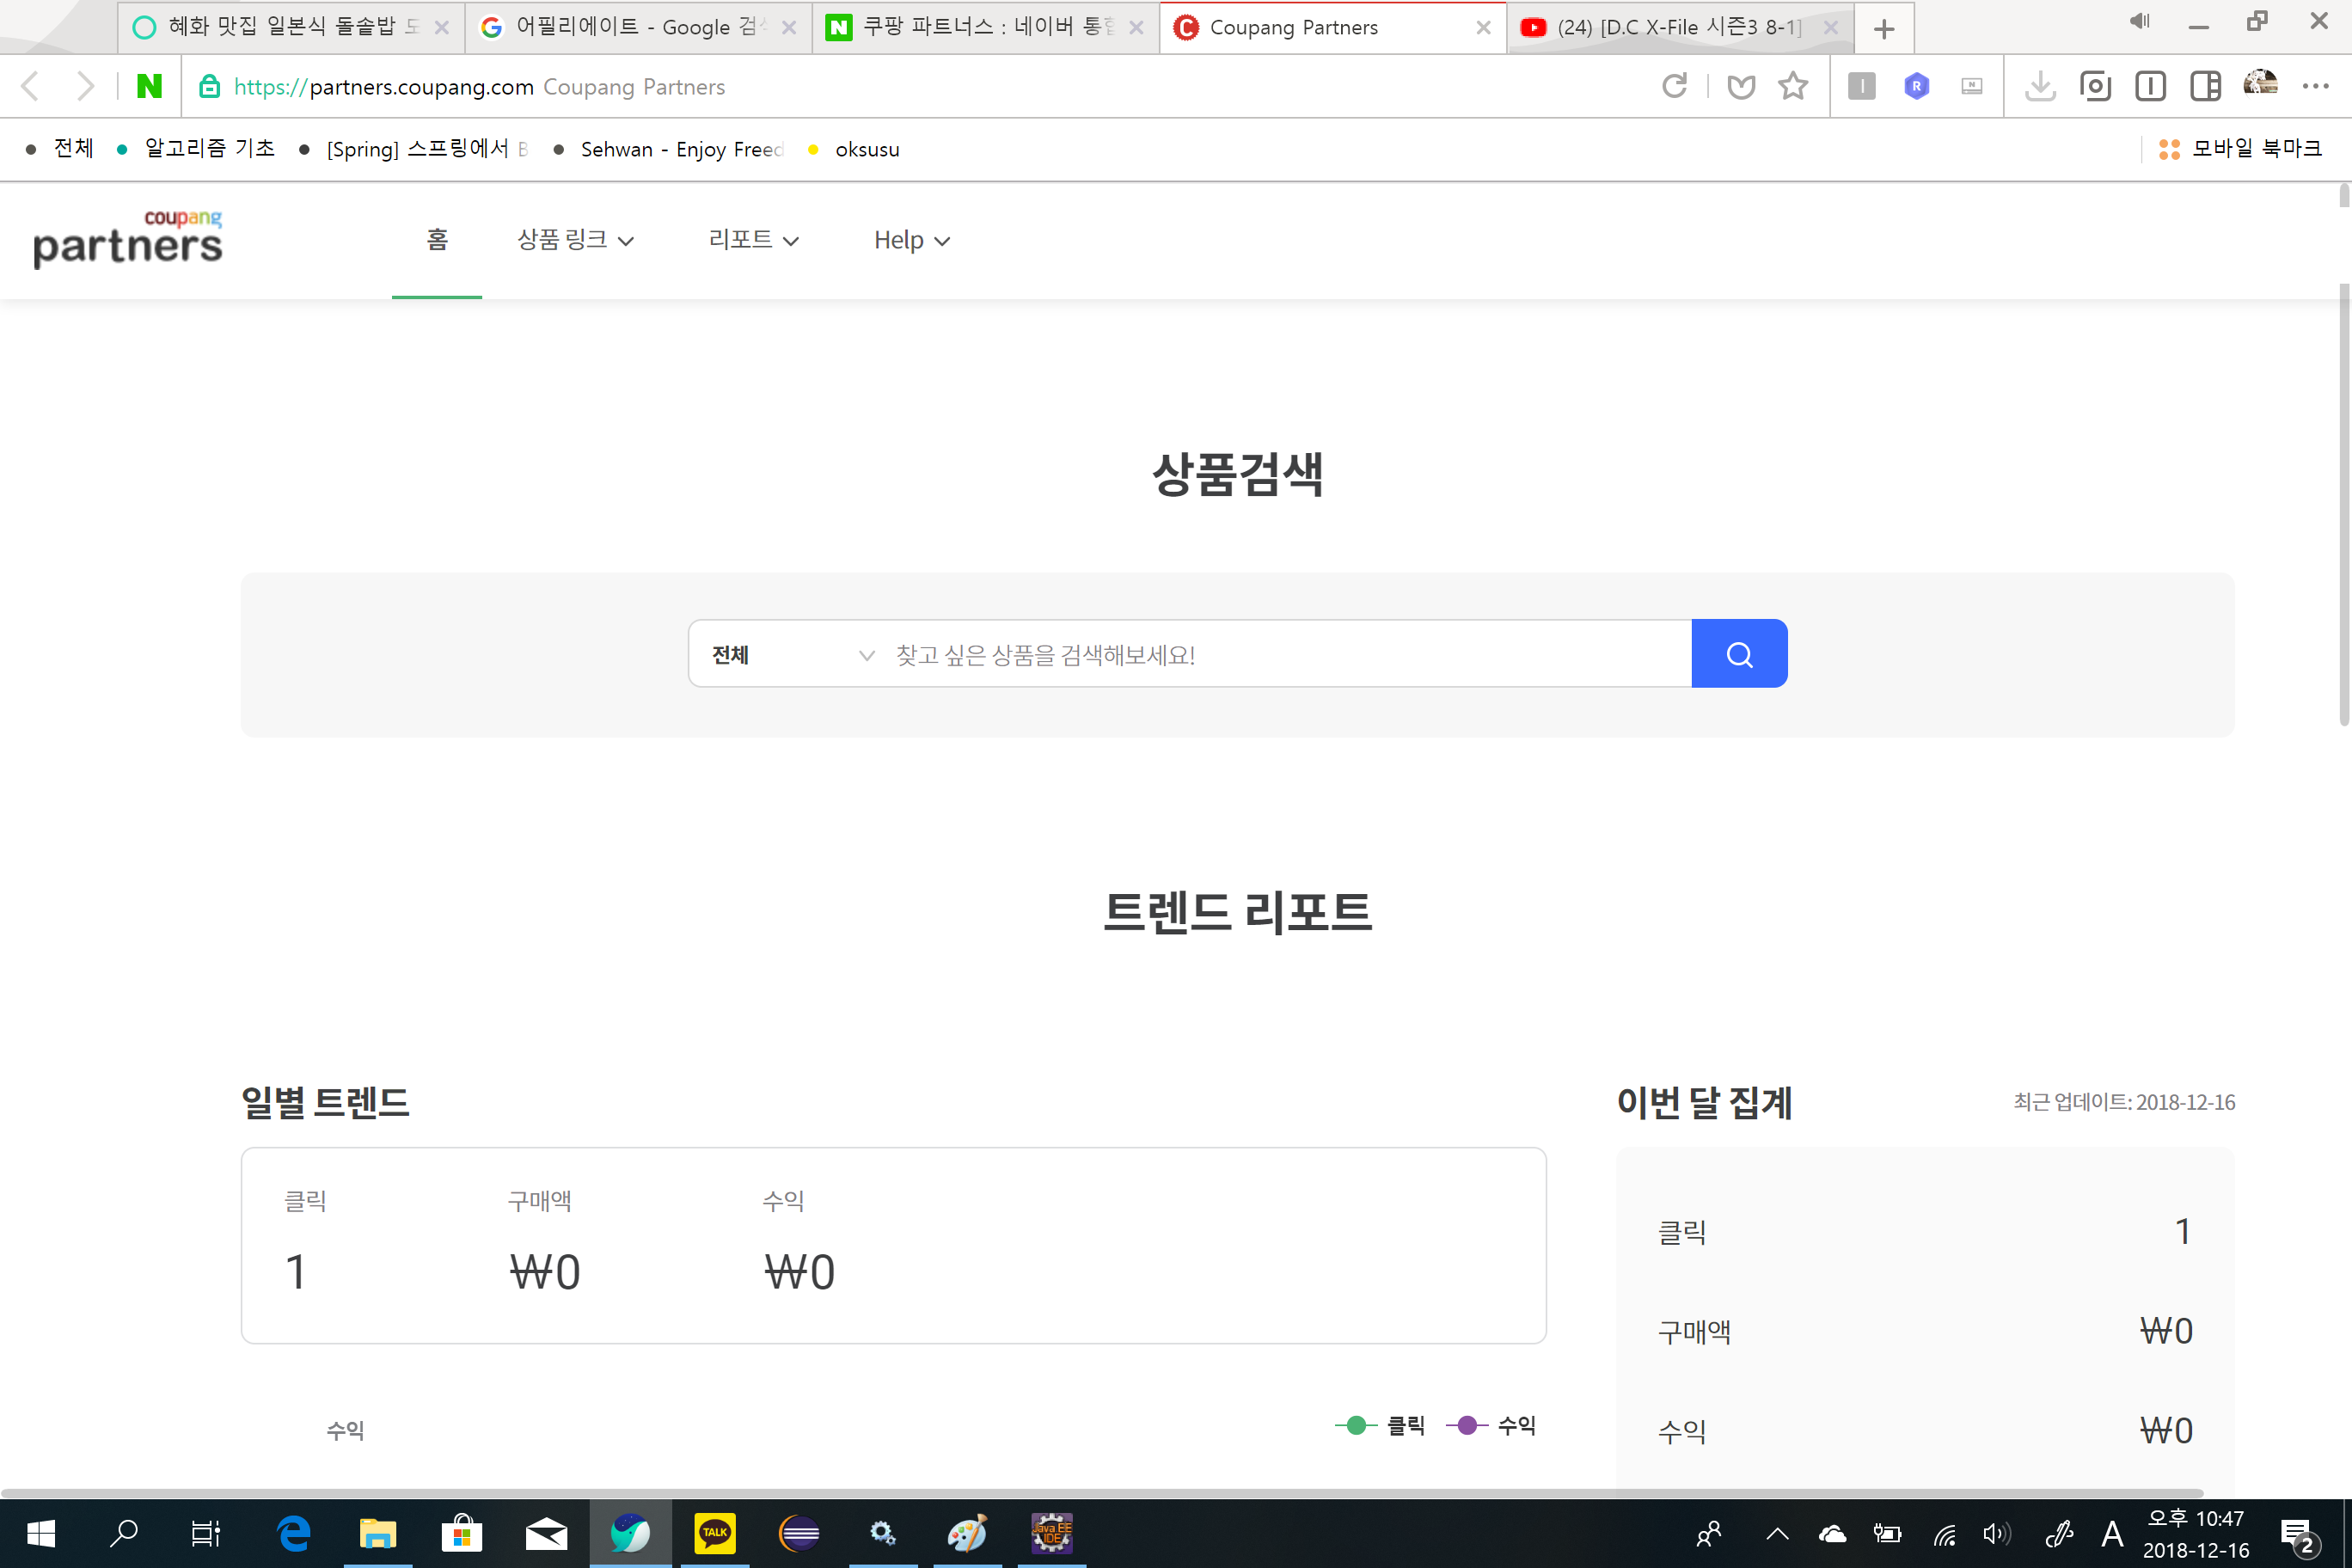 혜화 맛집 일본식 돌솥밥
어필리에이트 - Google 검
쿠팡 파트너스 : 네이버 통합
Coupang Partners
(24) [D.C X-File 시즌3 8-1]
N
https://partners.coupang.com Coupang Partners
전체
알고리즘 기초
[Spring] 스프링에서
Sehwan - Enjoy Freed
oksusu
모바일 북마크
coupang
partners
홈
상품 링크
리포트
Help
상품검색
전체
찾고 싶은 상품을 검색해보세요!
트렌드 리포트
일별 트렌드
이번 달 집계
최근 업데이트: 2018-12-16
클릭
구매액
수익
1
₩0
₩0
클릭
1
구매액
₩0
수익
₩0
수익
클릭
수익
TALK
Java EE
IDE
A
오후 10:47
2018-12-16
2